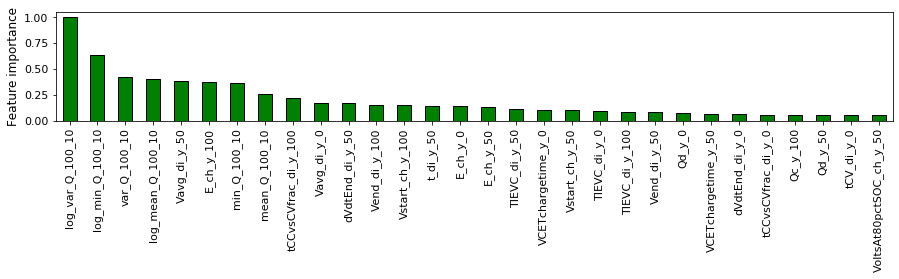 Feature importance
1.00
0.75
0.50
0.25
0.00
log_var_Q_100_10
log_min_Q_100_10
var_Q_100_10
log_mean_Q_100_10
Vavg_di_y_50
E_ch_y_100
min_Q_100_10
mean_Q_100_10
tCCvsCVfrac_di_y_100
Vavg_di_y_0
dVdtEnd_di_y_50
Vend_di_y_100
Vstart_ch_y_100
t_di_y_50
E_ch_y_0
E_ch_y_50
TIEVC_di_y_50
VCETchargetime_y_0
Vstart_ch_y_50
TIEVC_di_y_0
TIEVC_di_y_100
Vend_di_y_50
Qd_y_0
VCETchargetime_y_50
dVdtEnd_di_y_0
tCCvsCVfrac_di_y_0
Qc_y_100
Qd_y_50
tCV_di_y_0
VoltsAt80pctSOC_ch_y_50